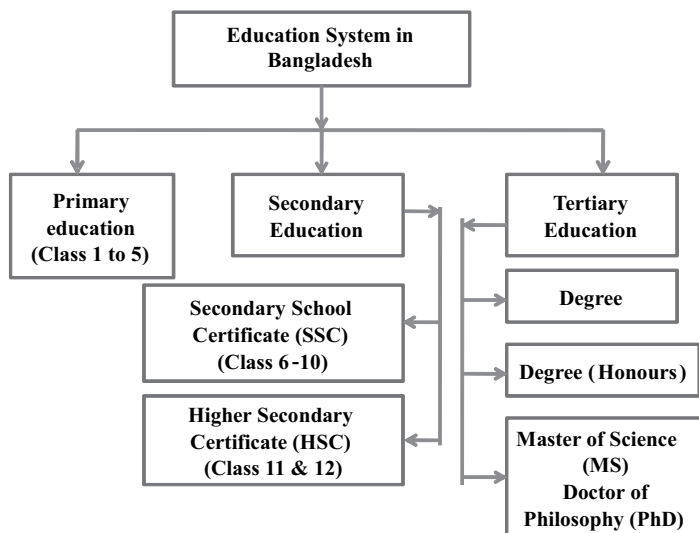 Education System in
Bangladesh
Primary
education
(Class 1 to 5)
Secondary
Education
Tertiary
Education
Secondary School
Certificate (SSC)
(Class 6-10)
Higher Secondary
Certificate (HSC)
(Class 11 & 12)
Degree
Degree (Honours)
Master of Science
(MS)
Doctor of
Philosophy (PhD)